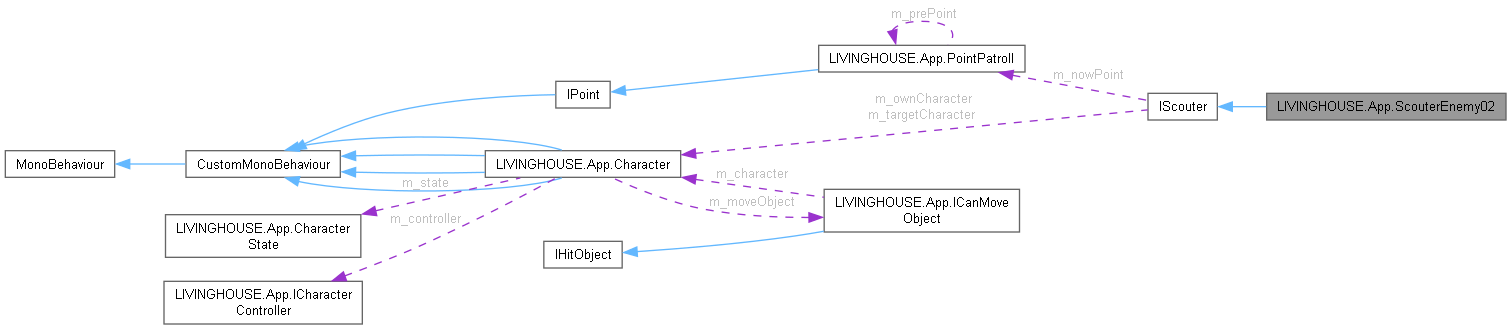 m_prePoint
LIVINGHOUSE.App.PointPatroll
m_nowPoint
IPoint
m_ownCharacter
m_targetCharacter
IScouter
LIVINGHOUSE.App.ScouterEnemy02
MonoBehaviour
CustomMonoBehaviour
LIVINGHOUSE.App.Character
m_state
m_character
m_moveObject
LIVINGHOUSE.App.ICanMove
Object
m_controller
LIVINGHOUSE.App.Character
State
IHitObject
LIVINGHOUSE.App.ICharacter
Controller